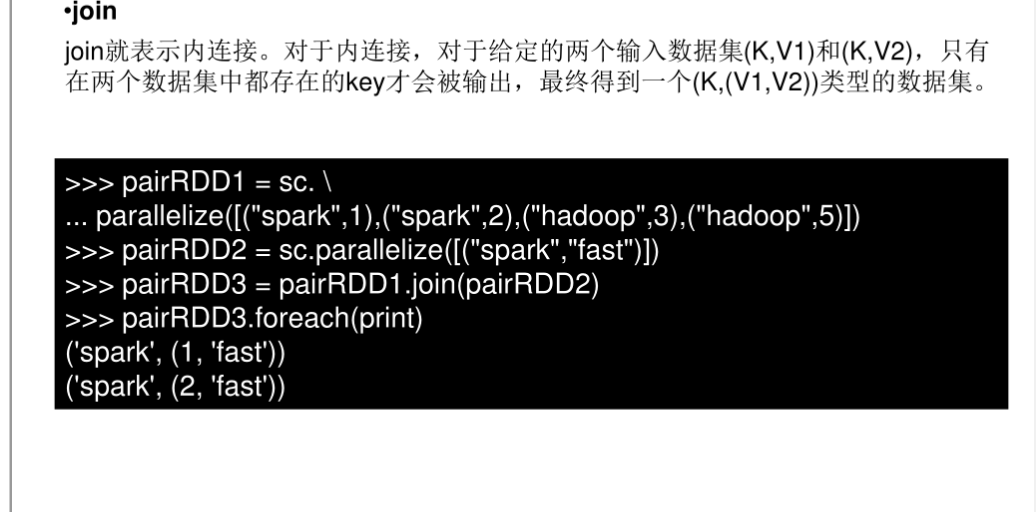 •join
join就表示内连接。对于内连接，对于给定的两个输入数据集(K,V1)和(K,V2)，只有
在两个数据集中都存在的key才会被输出，最终得到一个(K,(V1,V2))类型的数据集。
>>> pairRDD1 = sc. \
... parallelize([("spark",1),("spark",2),("hadoop",3),("hadoop",5)])
>>> pairRDD2 = sc.parallelize([("spark","fast")])
>>> pairRDD3 = pairRDD1.join(pairRDD2)
>>> pairRDD3.foreach(print)
('spark', (1, 'fast'))
('spark', (2, 'fast'))